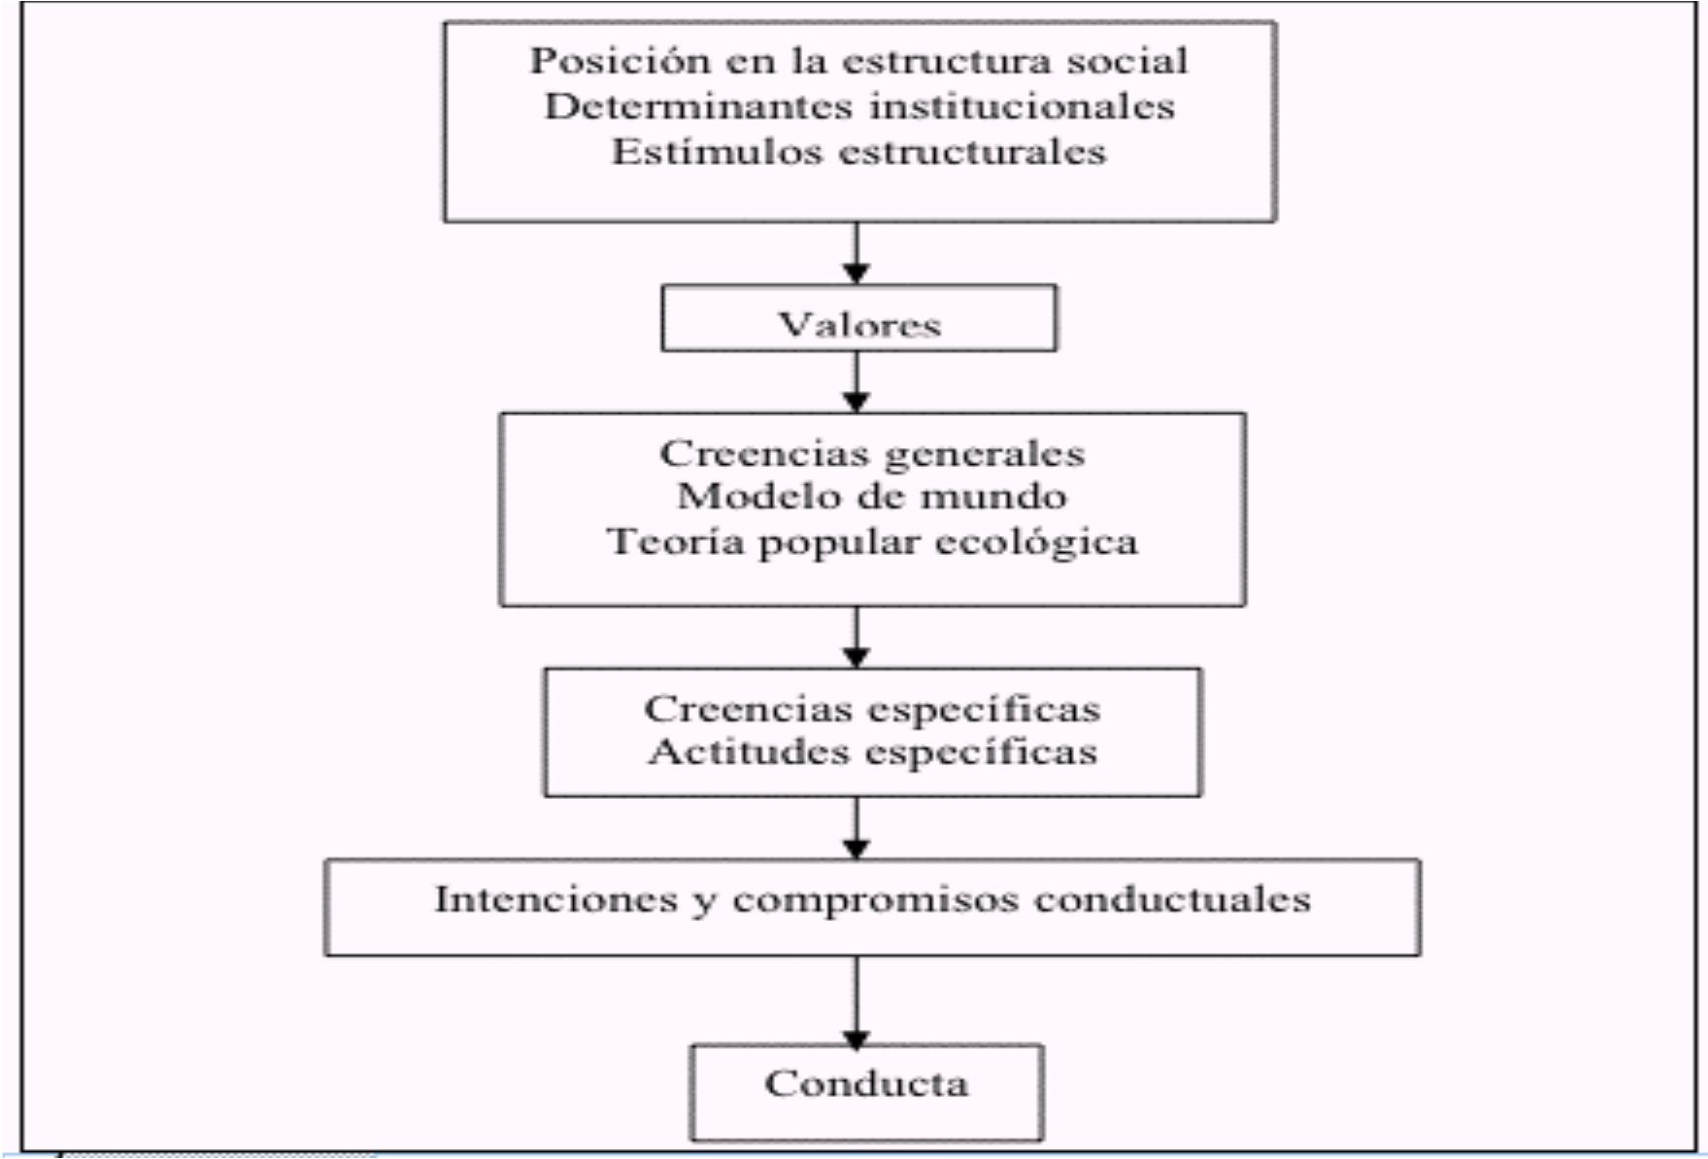 Posición en la estructura social
Determinantes institucionales
Estímulos estructurales
Valores
Creencias generales
Modelo de mundo
Teoría popular ecológica
Creencias específicas
Actitudes específicas
Intenciones y compromisos conductuales
Conducta